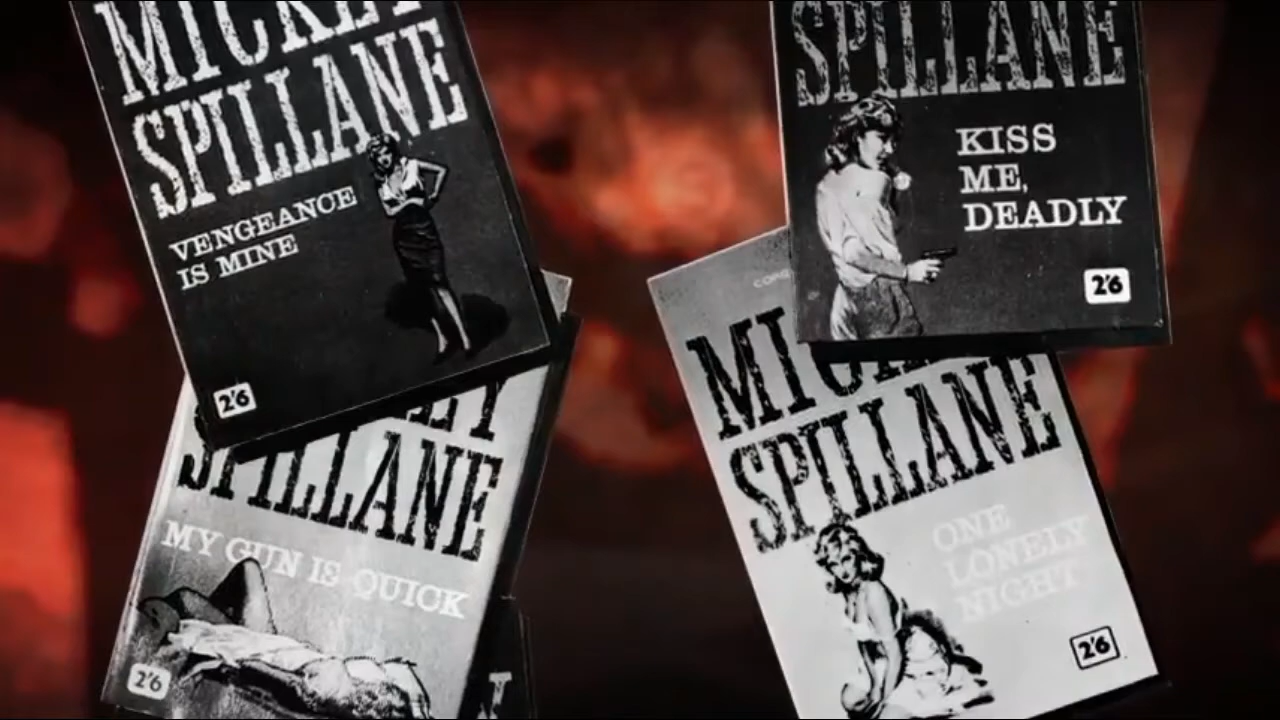 MICKEY
SPILLANE
VENGEANCE
IS MINE
2'6
SPILLANE
KISS
ME,
DEADLY
2'6
SPILLANE
MY GUN IS QUICK
2'6
SPILLANE
ONE
LONELY
NIGHT
2'6